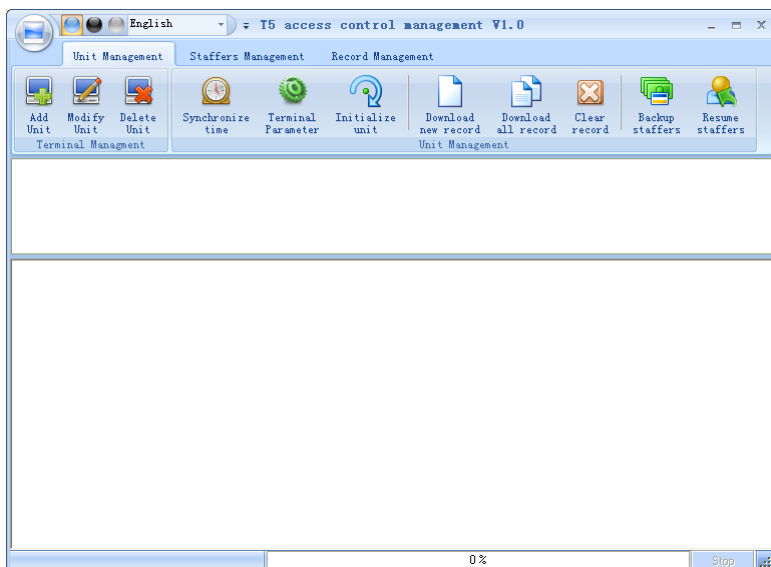 English
T5 access control management V1.0
Unit Management Staffers Management Record Management
Add Unit
Modify Unit
Delete Unit
Synchronize time
Terminal Parameter
Initialize unit
Download new record
Download all record
Clear record
Backup staffers
Resume staffers
Terminal Managment
Unit Management
0%
Stop